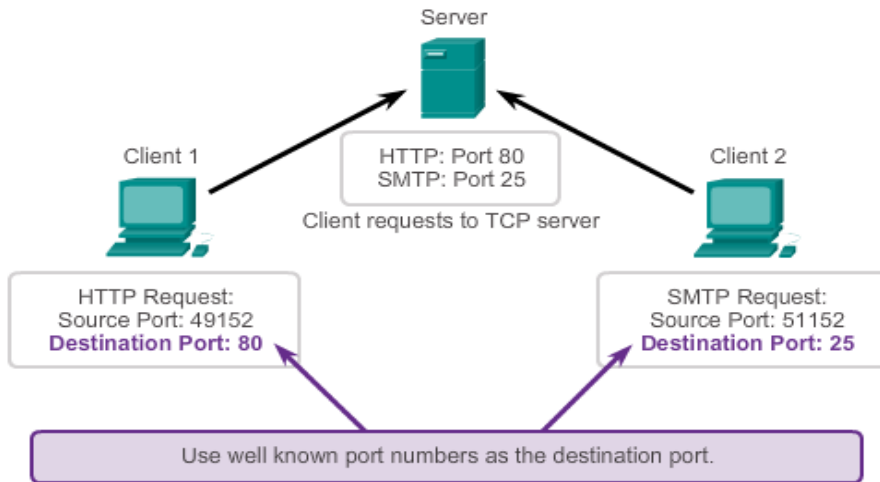 Server
Client 1
HTTP: Port 80
SMTP: Port 25
Client 2
Client requests to TCP server
HTTP Request:
Source Port: 49152
Destination Port: 80
SMTP Request:
Source Port: 51152
Destination Port: 25
Use well known port numbers as the destination port.